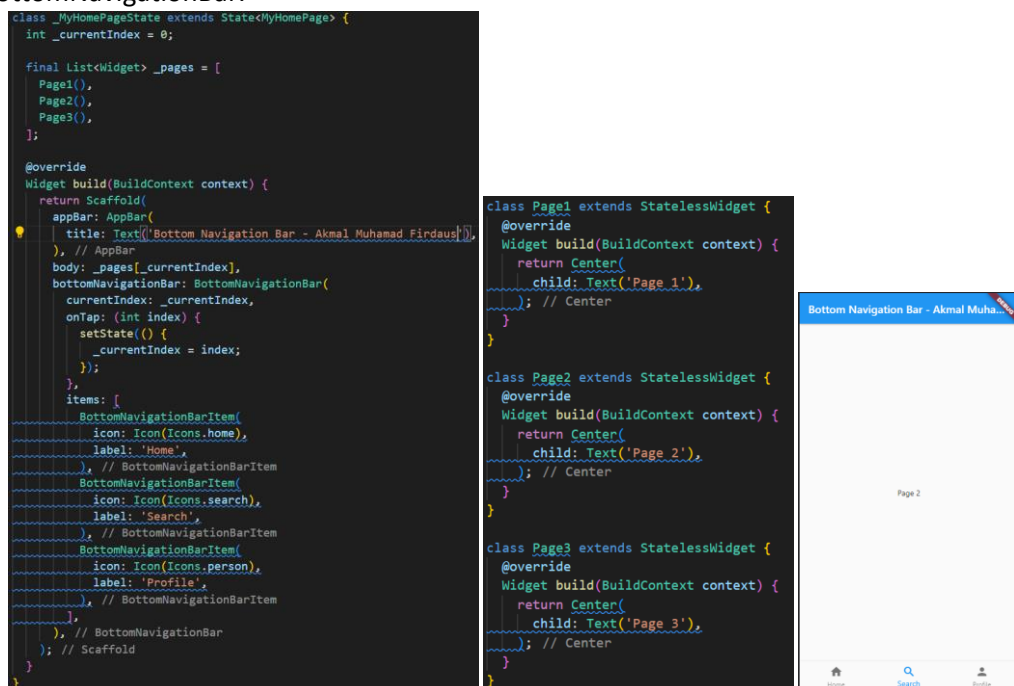 BottomNavigationBar.
class _MyHomePageState extends State<MyHomePage> {
int _currentIndex = 0;
final List<Widget> _pages = [
Page1(),
Page2(),
Page3(),
];
@override
Widget build(BuildContext context) {
return Scaffold(
appBar: AppBar(
title: Text('Bottom Navigation Bar - Akmal Muhamad Firdaus'),
), // AppBar
body: _pages[_currentIndex],
bottomNavigationBar: BottomNavigationBar(
currentIndex: _currentIndex,
onTap: (int index) {
setState(() {
_currentIndex = index;
});
},
items: [
BottomNavigationBarItem(
icon: Icon(Icons.home),
label: 'Home',
), // BottomNavigationBarItem
BottomNavigationBarItem(
icon: Icon(Icons.search),
label: 'Search',
), // BottomNavigationBarItem
BottomNavigationBarItem(
icon: Icon(Icons.person),
label: 'Profile',
), // BottomNavigationBarItem
],
), // BottomNavigationBar
); // Scaffold
}
}
class Page1 extends StatelessWidget {
@override
Widget build(BuildContext context) {
return Center(
child: Text('Page 1'),
); // Center
}
}
class Page2 extends StatelessWidget {
@override
Widget build(BuildContext context) {
return Center(
child: Text('Page 2'),
); // Center
}
}
class Page3 extends StatelessWidget {
@override
Widget build(BuildContext context) {
return Center(
child: Text('Page 3'),
); // Center
}
}
Bottom Navigation Bar - Akmal Muha...
DEBUG
Page 2
Home
Search
Profile